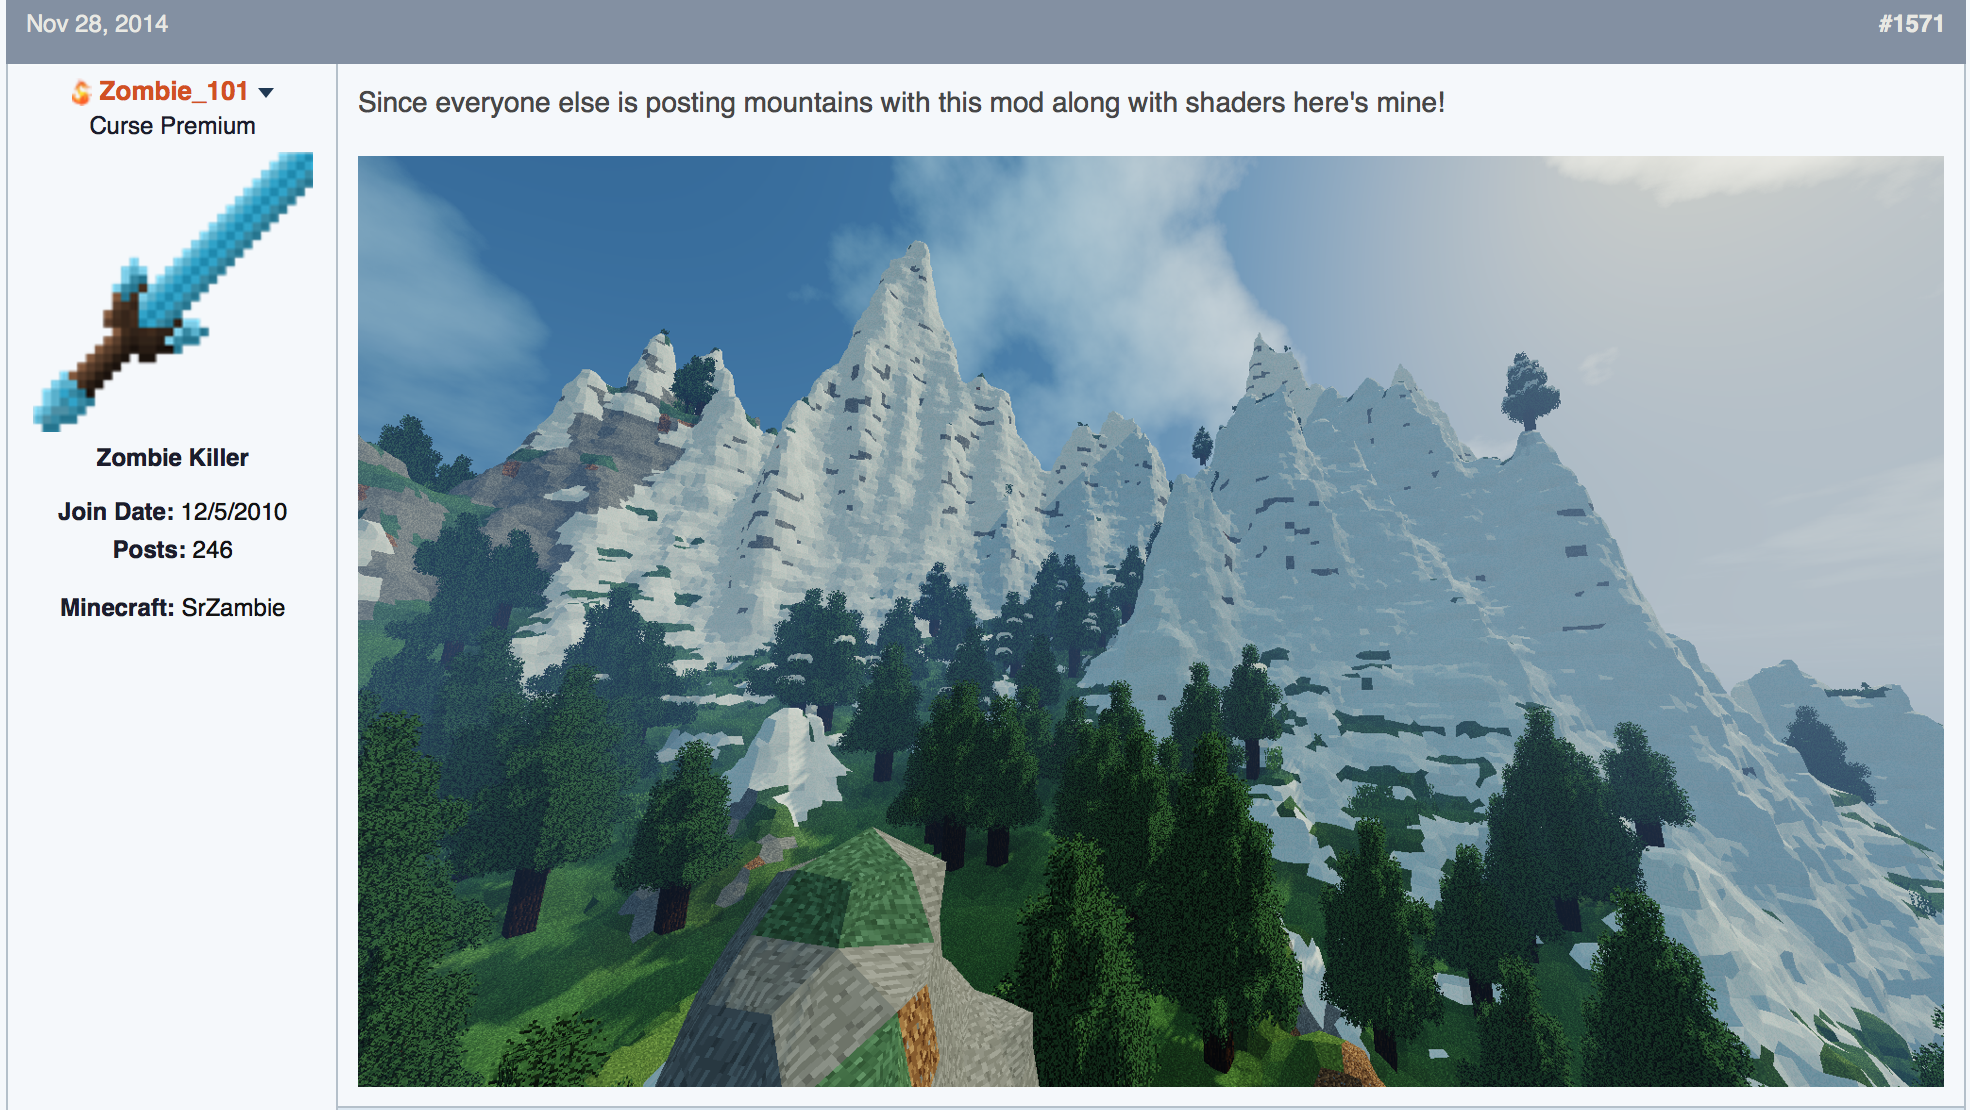 Nov 28, 2014
#1571
Zombie_101
Curse Premium
Zombie Killer
Join Date: 12/5/2010
Posts: 246
Minecraft: SrZambie
Since everyone else is posting mountains with this mod along with shaders here's mine!